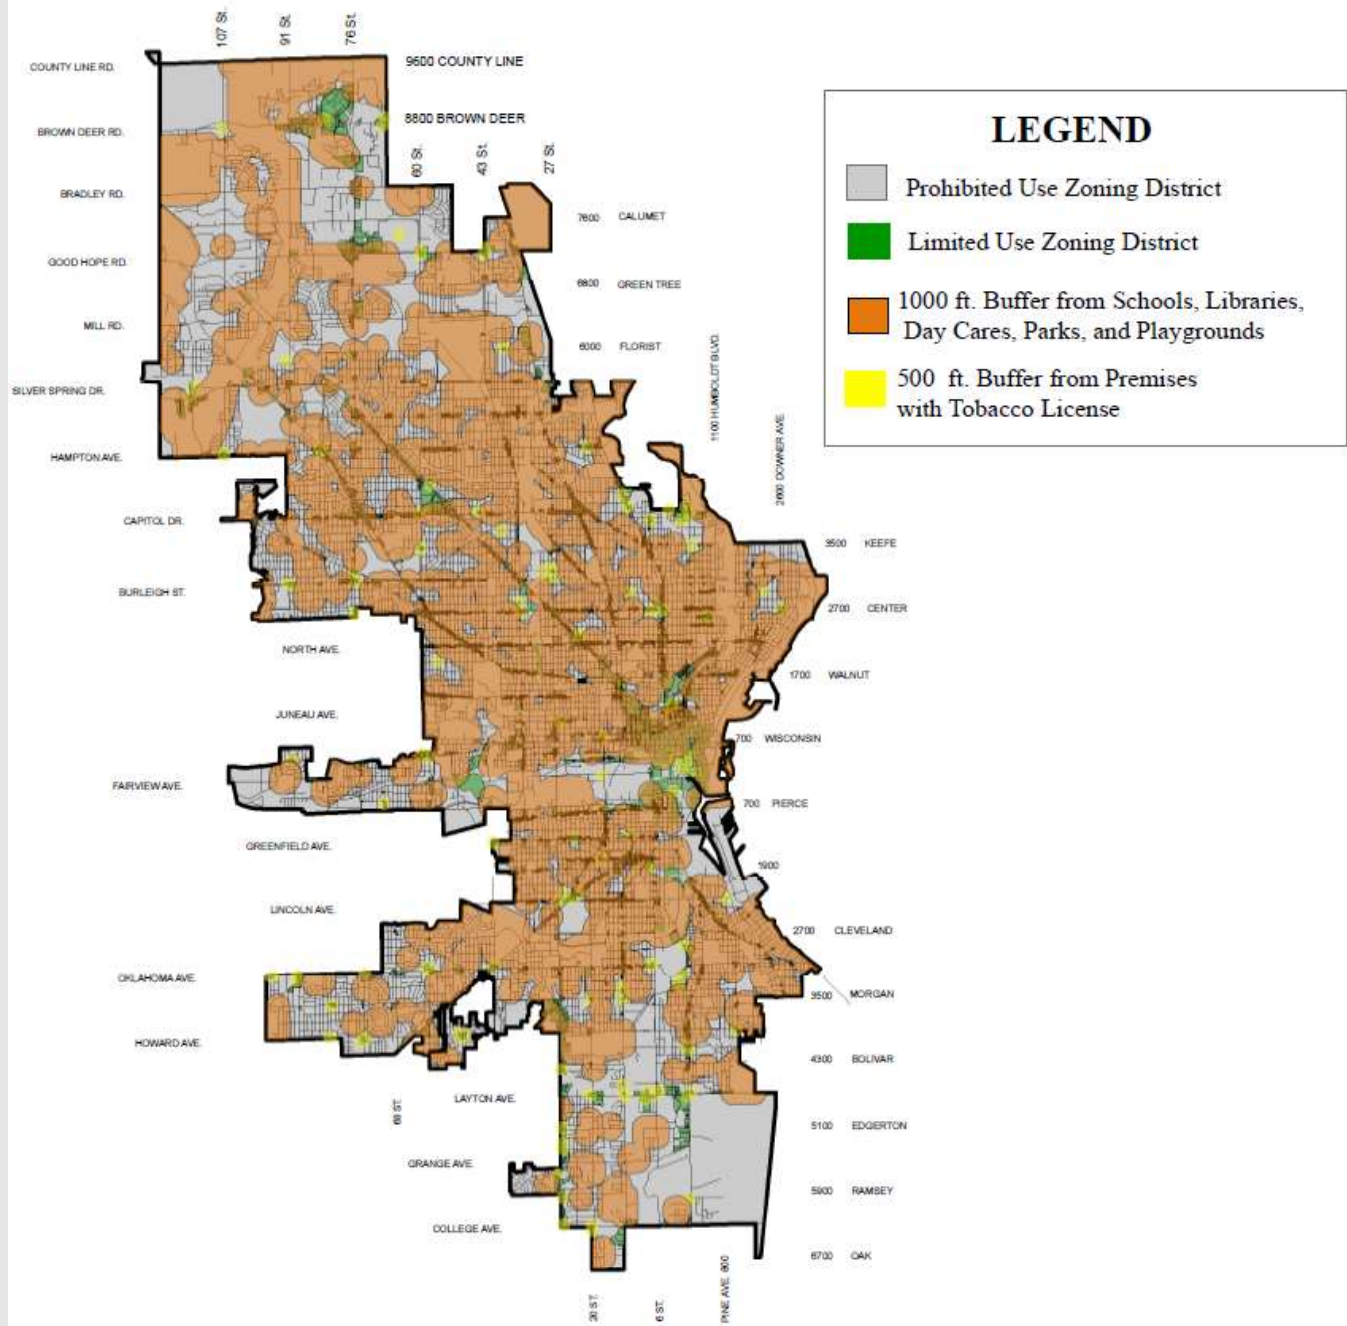 107 St.
91 St.
76 St.
COUNTY LINE RD.
9600 COUNTY LINE
BROWN DEER RD.
8800 BROWN DEER
60 St.
43 St.
27 St.
BRADLEY RD.
7600 CALUMET
GOOD HOPE RD.
6800 GREEN TREE
MILL RD.
6000 FLORIST
SILVER SPRING DR.
1100 HUMBOLDT BLVD.
HAMPTON AVE.
2600 DOWNER AVE.
CAPITOL DR.
3500 KEEFE
BURLEIGH ST.
2700 CENTER
NORTH AVE.
1700 WALNUT
JUNEAU AVE.
700 WISCONSIN
FAIRVIEW AVE.
700 PIERCE
GREENFIELD AVE.
1900
LINCOLN AVE.
2700 CLEVELAND
OKLAHOMA AVE.
3500 MORGAN
HOWARD AVE.
4300 BOLIVAR
LAYTON AVE.
68 ST.
5100 EDGERTON
GRANGE AVE.
5900 RAMSEY
COLLEGE AVE.
6700 OAK
20 ST.
6 ST.
PINE AVE. 800
LEGEND
Prohibited Use Zoning District
Limited Use Zoning District
1000 ft. Buffer from Schools, Libraries,
Day Cares, Parks, and Playgrounds
500 ft. Buffer from Premises
with Tobacco License